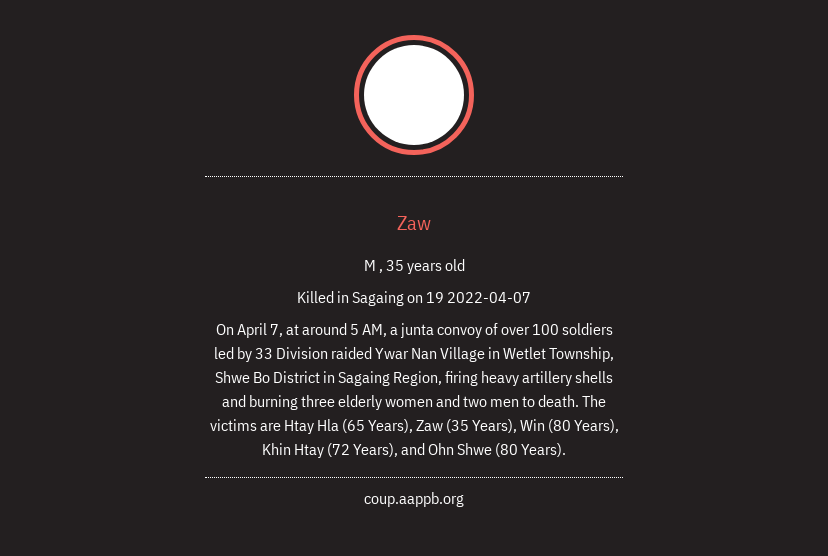 Zaw
M , 35 years old
Killed in Sagaing on 19 2022-04-07
On April 7, at around 5 AM, a junta convoy of over 100 soldiers
led by 33 Division raided Ywar Nan Village in Wetlet Township,
Shwe Bo District in Sagaing Region, firing heavy artillery shells
and burning three elderly women and two men to death. The
victims are Htay Hla (65 Years), Zaw (35 Years), Win (80 Years),
Khin Htay (72 Years), and Ohn Shwe (80 Years).
coup.aappb.org